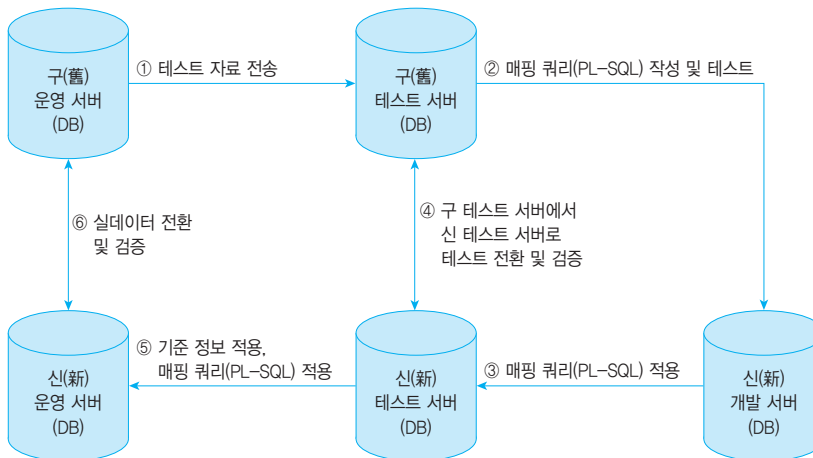 구(舊)
운영 서버
(DB)
① 테스트 자료 전송
구(舊)
테스트 서버
(DB)
② 매핑 쿼리(PL-SQL) 작성 및 테스트
⑥ 실데이터 전환
및 검증
④ 구 테스트 서버에서
신 테스트 서버로
테스트 전환 및 검증
신(新)
운영 서버
(DB)
⑤ 기준 정보 적용,
매핑 쿼리(PL-SQL) 적용
신(新)
테스트 서버
(DB)
③ 매핑 쿼리(PL-SQL) 적용
신(新)
개발 서버
(DB)